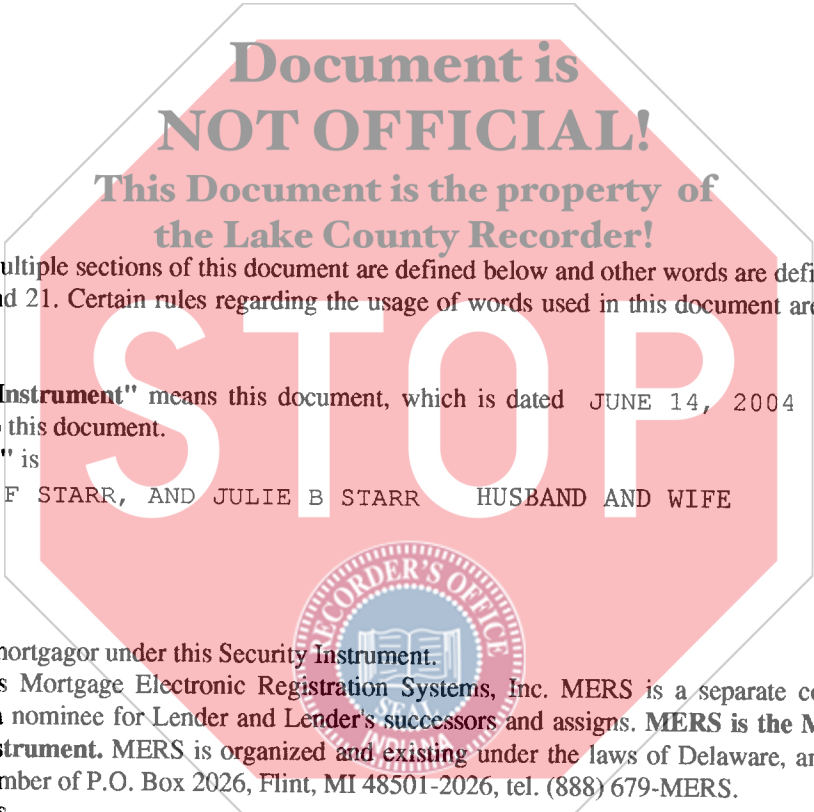 Document is
NOT OFFICIAL!
This Document is the property of
the Lake County Recorder!
ultiple sections of this document are defined below and other words are defi
d 21. Certain rules regarding the usage of words used in this document are
Instrument" means this document, which is dated JUNE 14, 2004
this document.
" is
F STARR, AND JULIE B STARR HUSBAND AND WIFE
STOP
RECORDER'S OFFICE
SEAL
INDIANA
mortgagor under this Security Instrument.
s Mortgage Electronic Registration Systems, Inc. MERS is a separate co
nominee for Lender and Lender's successors and assigns. MERS is the M
strument. MERS is organized and existing under the laws of Delaware, an
mber of P.O. Box 2026, Flint, MI 48501-2026, tel. (888) 679-MERS.